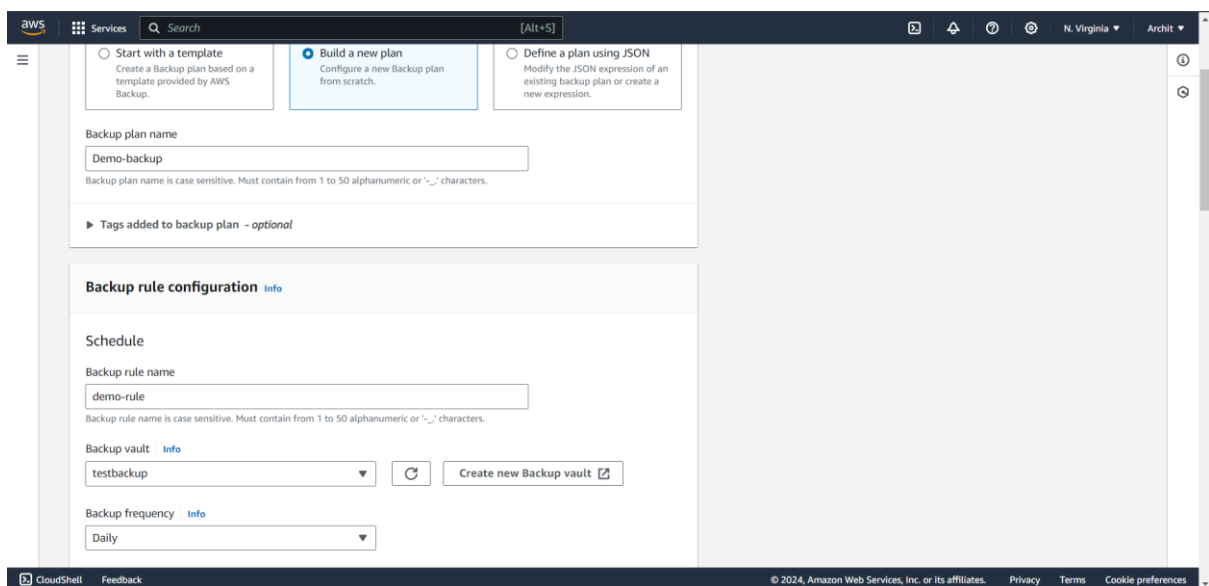 aws Services Search [Alt+S] N. Virginia Archit
Start with a template
Create a Backup plan based on a
template provided by AWS
Backup.
Build a new plan
Configure a new Backup plan
from scratch.
Define a plan using JSON
Modify the JSON expression of an
existing backup plan or create a
new expression.
Backup plan name
Demo-backup
Backup plan name is case sensitive. Must contain from 1 to 50 alphanumeric or '-_.' characters.
Tags added to backup plan - optional
Backup rule configuration Info
Schedule
Backup rule name
demo-rule
Backup rule name is case sensitive. Must contain from 1 to 50 alphanumeric or '-_.' characters.
Backup vault Info
testbackup Create new Backup vault
Backup frequency Info
Daily
CloudShell Feedback © 2024, Amazon Web Services, Inc. or its affiliates. Privacy Terms Cookie preferences